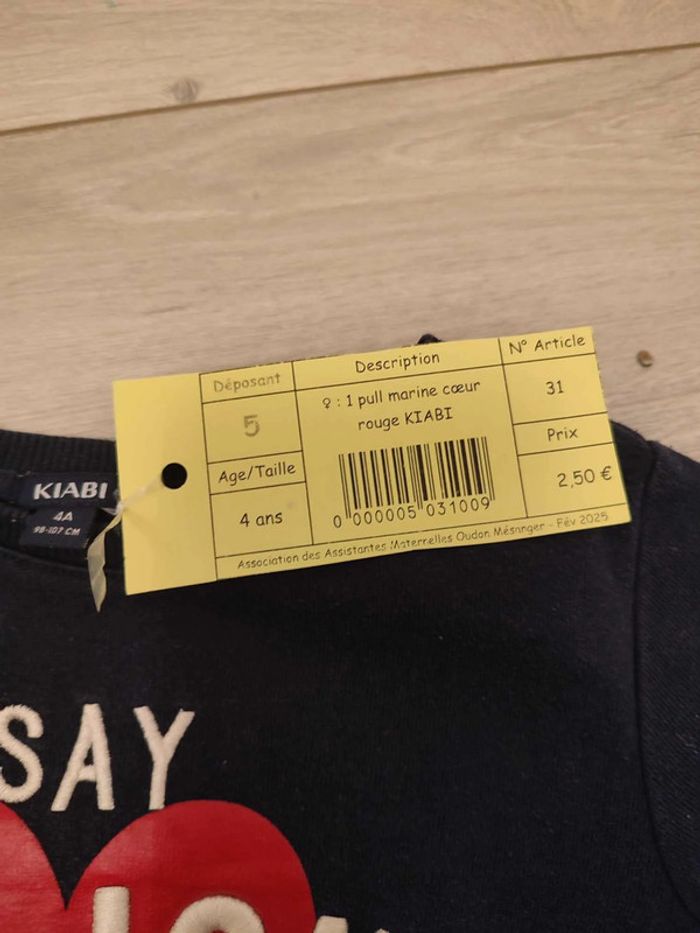 Déposant
5
Age/Taille
4 ans
Description
♀ : 1 pull marine cœur
rouge KIABI
0 000005 031009
N° Article
31
Prix
2,50 €
Association des Assistantes Maternelles Oudon Mésanger - Fév 2025
KIABI
4A
98-107 CM
SAY